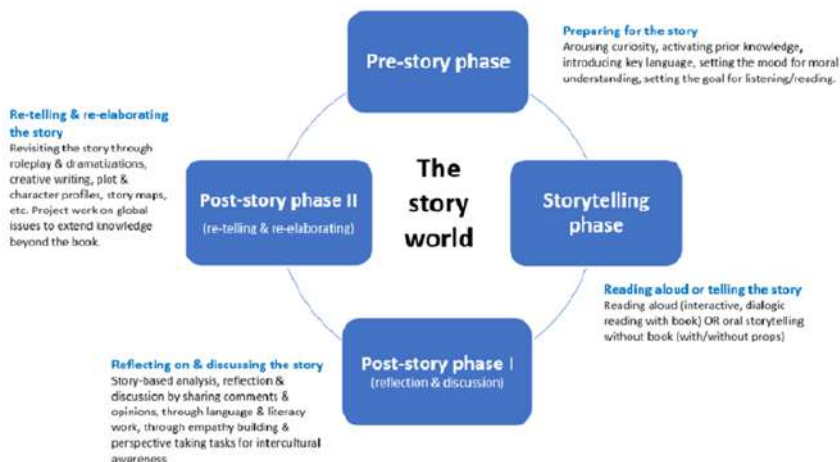 Pre-story phase
Preparing for the story
Arousing curiosity, activating prior knowledge,
introducing key language, setting the mood for moral
understanding, setting the goal for listening/reading.
Re-telling & re-elaborating
the story
Revisiting the story through
roleplay & dramatizations,
creative writing, plot &
character profiles, story maps,
etc. Project work on global
issues to extend knowledge
beyond the book.
Post-story phase II
(re-telling & re-elaborating)
The
story
world
Storytelling
phase
Reading aloud or telling the story
Reading aloud (interactive, dialogic
reading with book) OR oral storytelling
without book (with/without props)
Post-story phase I
(reflection & discussion)
Reflecting on & discussing the story
Story-based analysis, reflection &
discussion by sharing comments &
opinions, through language & literacy
work, through empathy building &
perspective taking tasks for intercultural
awareness